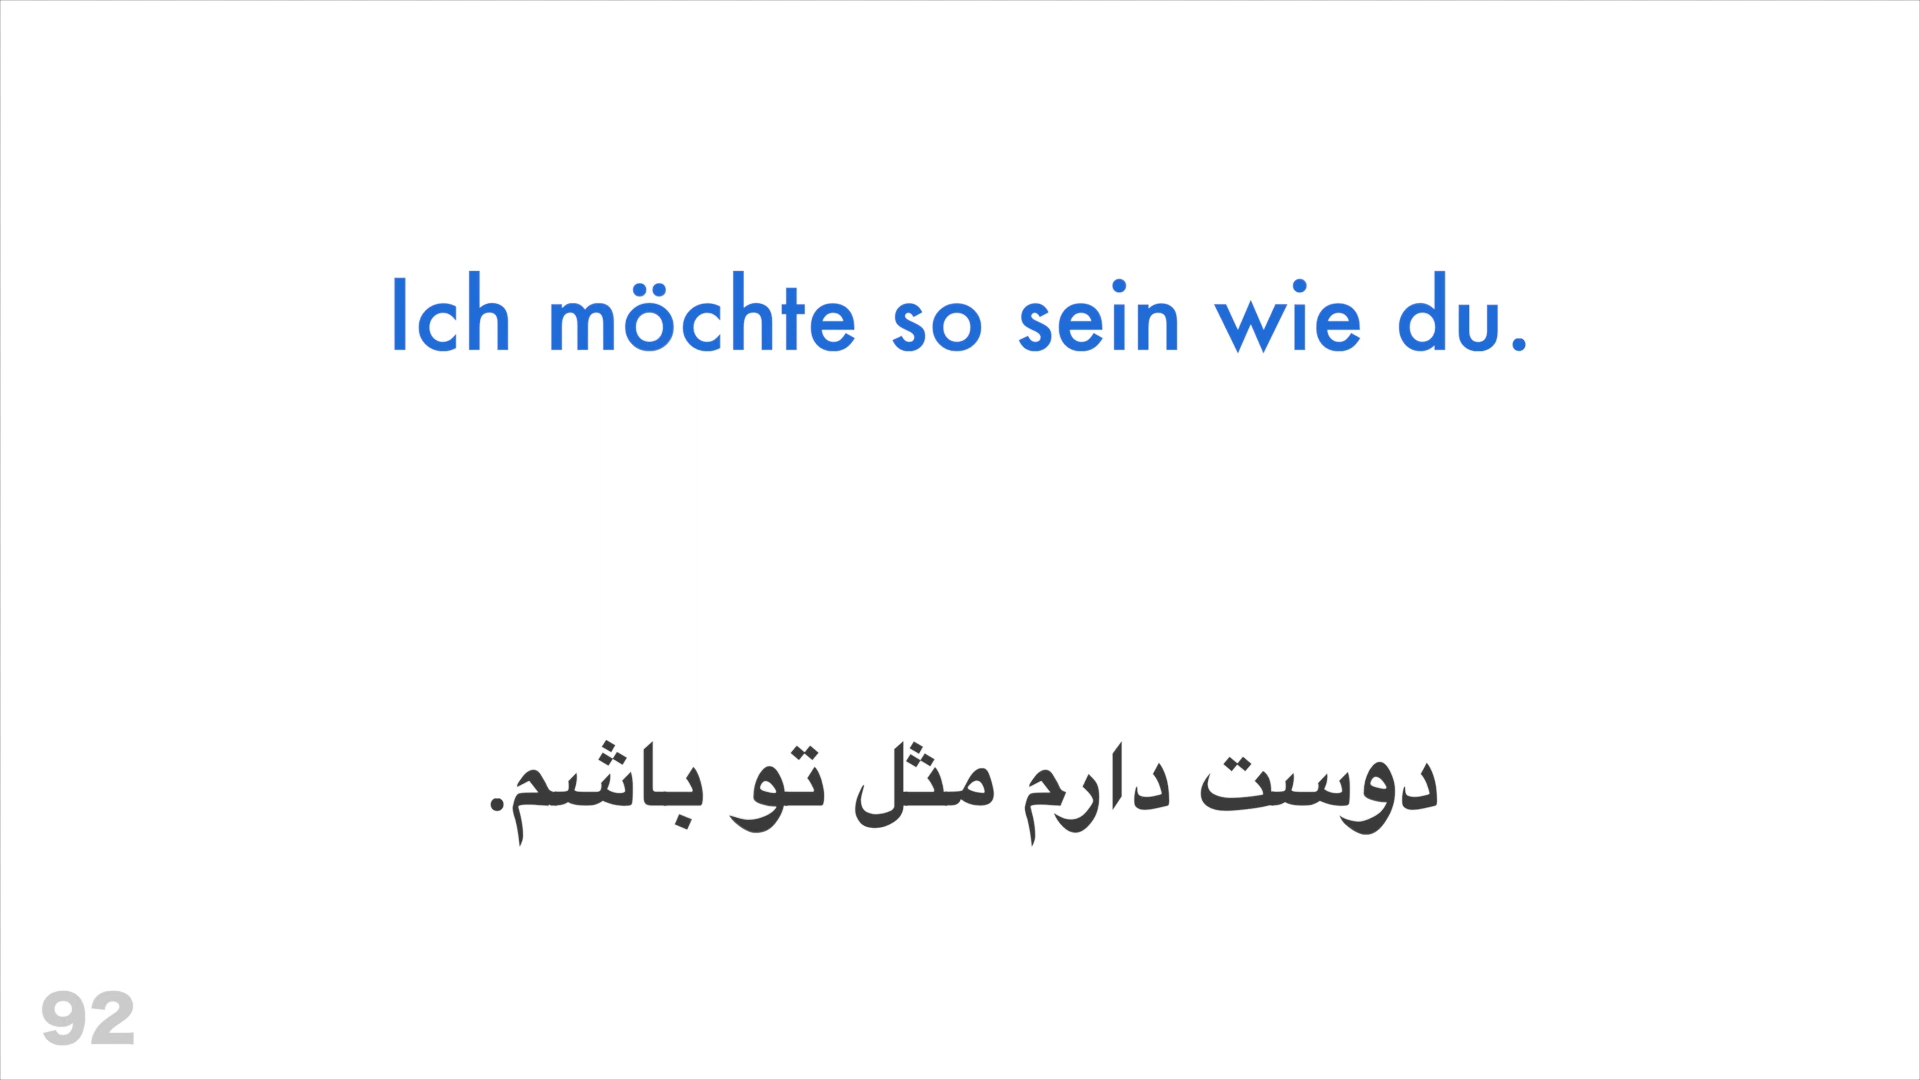 Ich möchte so sein wie du.
دوست دارم مثل تو باشم.
92